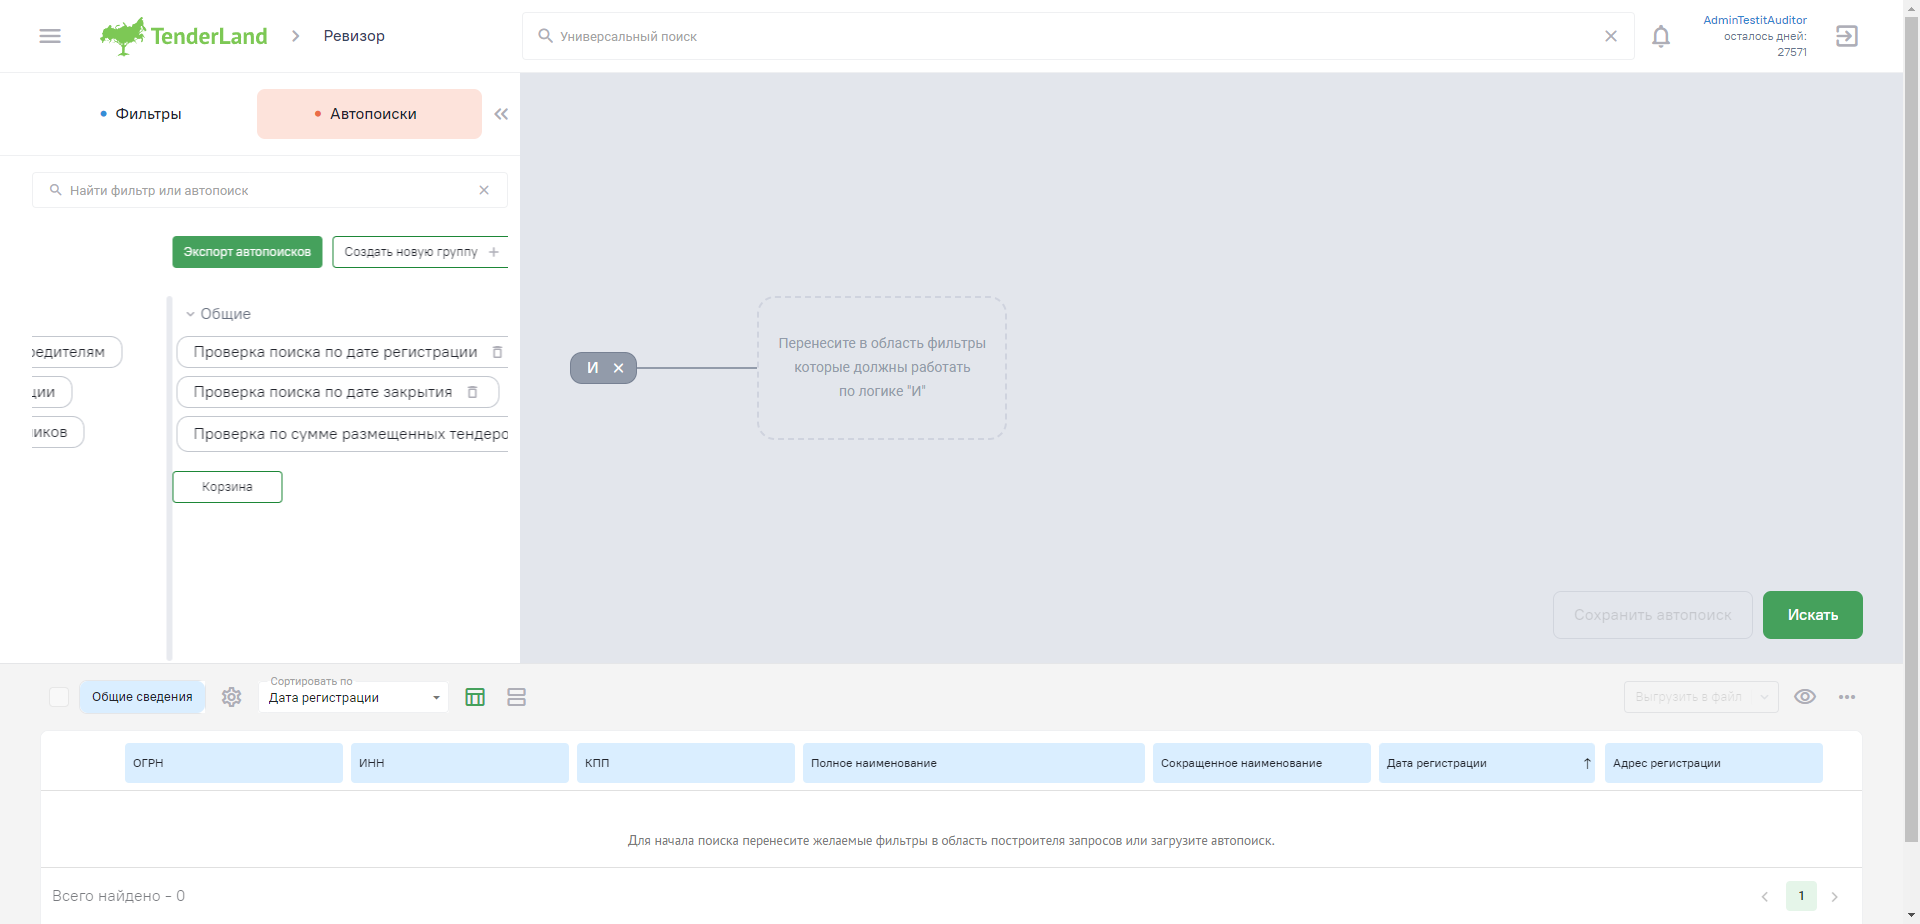 TenderLand
Ревизор
Универсальный поиск
AdminTestitAuditor
осталось дней:
27571
Фильтры
Автопоиски
Найти фильтр или автопоиск
Экспорт автопоисков
Создать новую группу
Общие
редителям
Проверка поиска по дате регистрации
ции
Проверка поиска по дате закрытия
иков
Проверка по сумме размещенных тендеро
Корзина
И
Перенесите в область фильтры
которые должны работать
по логике "И"
Сохранить автопоиск
Искать
Общие сведения
Сортировать по
Дата регистрации
Выгрузить в файл
ОГРН
ИНН
КПП
Полное наименование
Сокращенное наименование
Дата регистрации
Адрес регистрации
Для начала поиска перенесите желаемые фильтры в область построителя запросов или загрузите автопоиск.
Всего найдено - 0
1